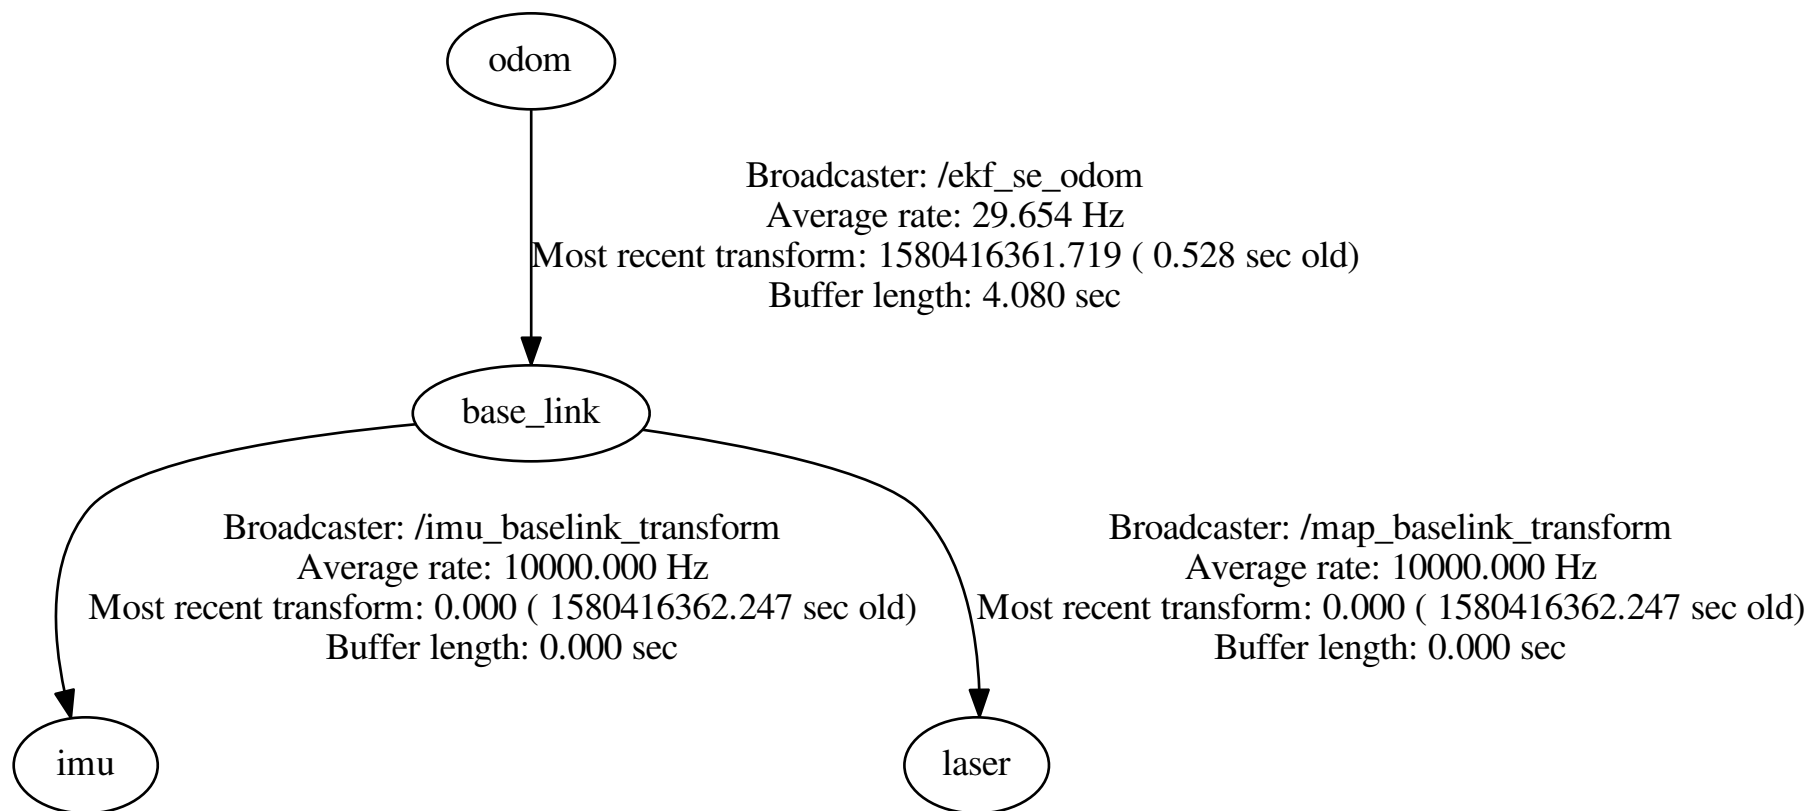 odom
Broadcaster: /ekf_se_odom
Average rate: 29.654 Hz
Most recent transform: 1580416361.719 ( 0.528 sec old)
Buffer length: 4.080 sec
base_link
Broadcaster: /imu_baselink_transform
Average rate: 10000.000 Hz
Most recent transform: 0.000 ( 1580416362.247 sec old)
Buffer length: 0.000 sec
Broadcaster: /map_baselink_transform
Average rate: 10000.000 Hz
Most recent transform: 0.000 ( 1580416362.247 sec old)
Buffer length: 0.000 sec
imu
laser